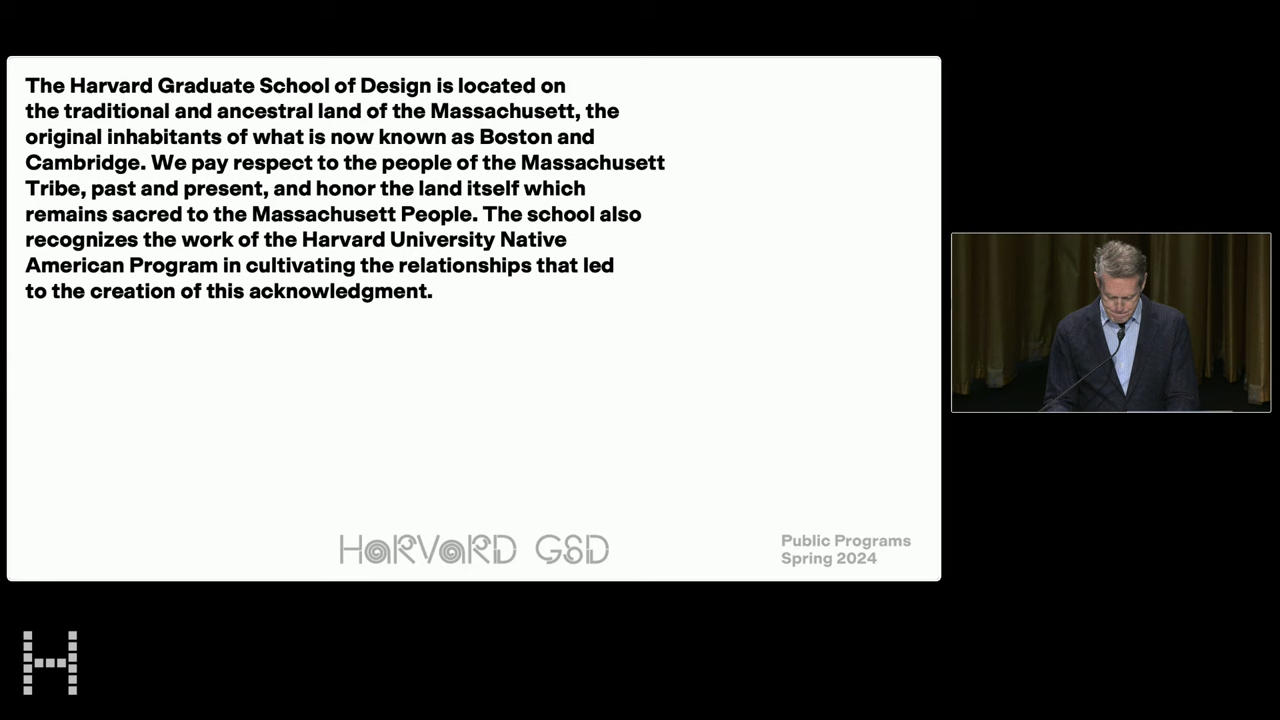 The Harvard Graduate School of Design is located on
the traditional and ancestral land of the Massachusett, the
original inhabitants of what is now known as Boston and
Cambridge. We pay respect to the people of the Massachusett
Tribe, past and present, and honor the land itself which
remains sacred to the Massachusett People. The school also
recognizes the work of the Harvard University Native
American Program in cultivating the relationships that led
to the creation of this acknowledgment.
HaRVaRD GSD
Public Programs
Spring 2024
H